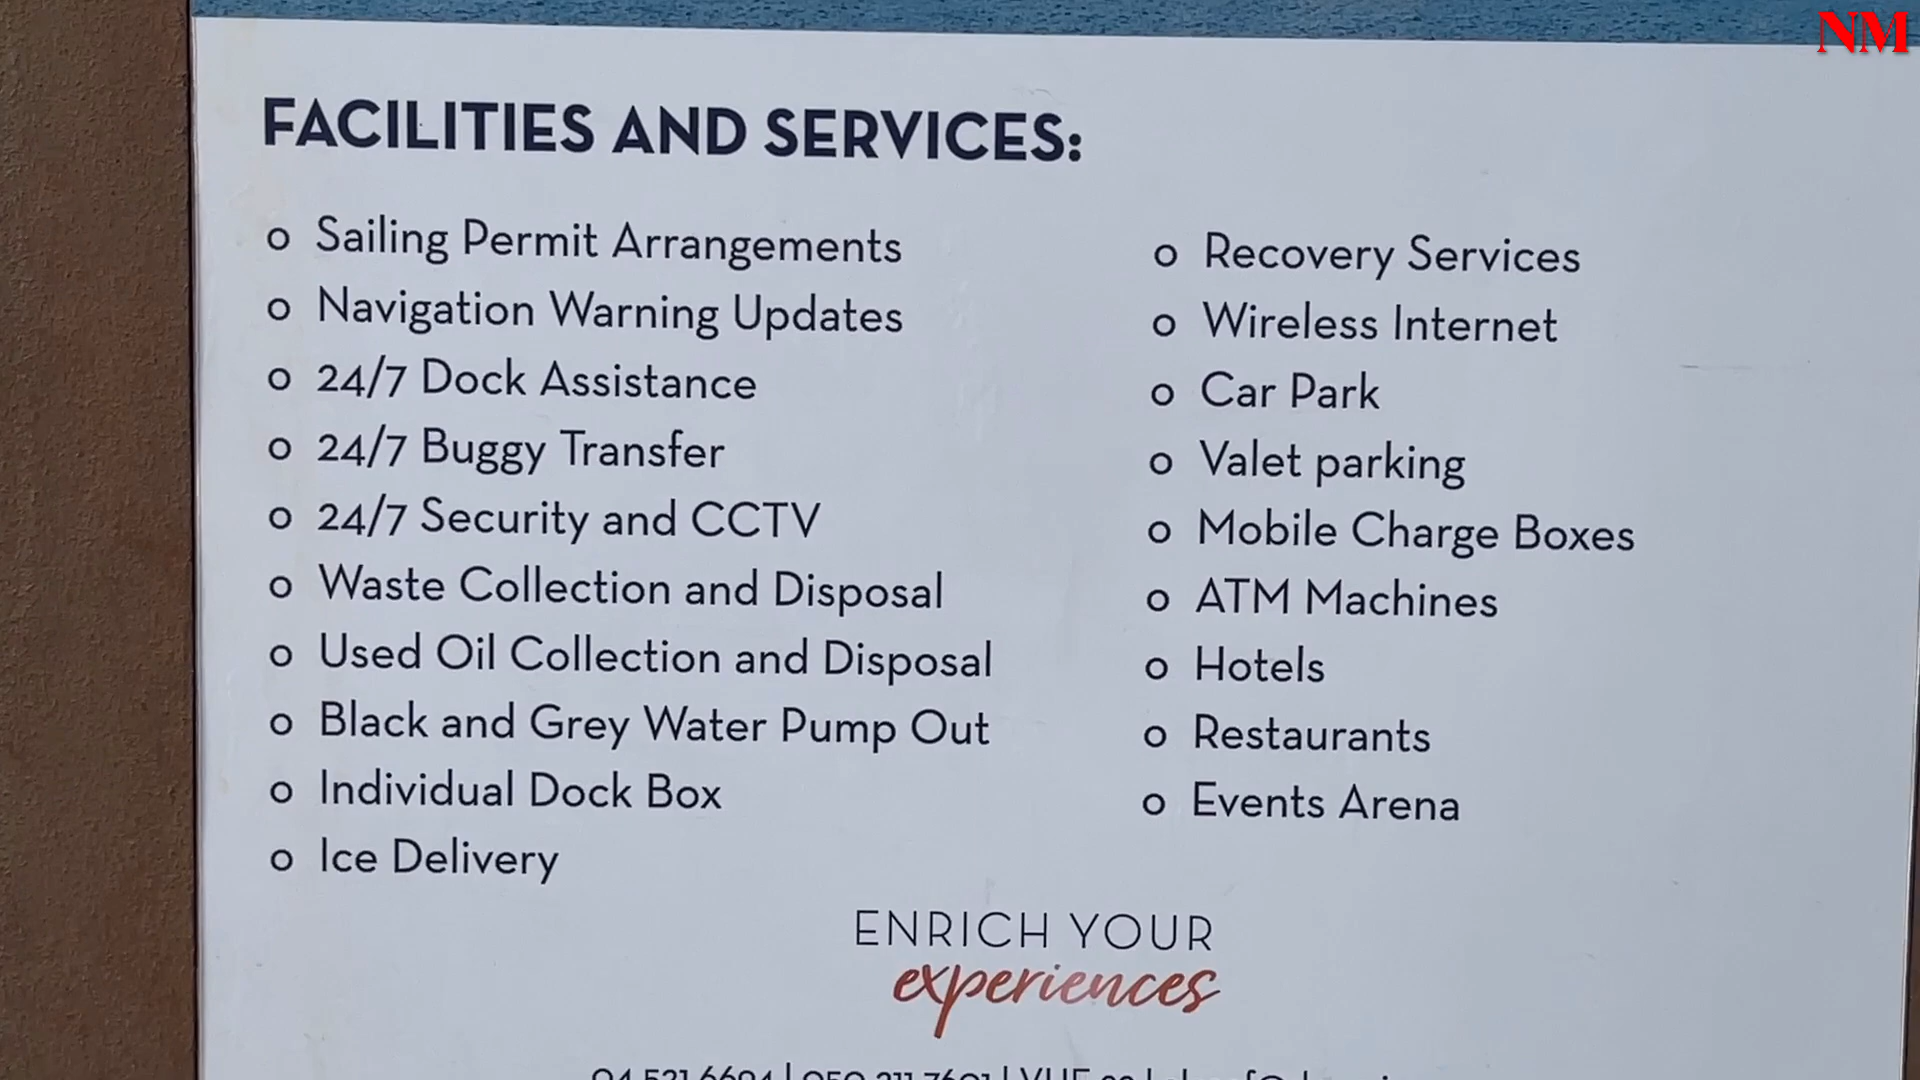 NM
FACILITIES AND SERVICES:
o Sailing Permit Arrangements
o Navigation Warning Updates
o 24/7 Dock Assistance
o 24/7 Buggy Transfer
o 24/7 Security and CCTV
o Waste Collection and Disposal
o Used Oil Collection and Disposal
o Black and Grey Water Pump Out
o Individual Dock Box
o Ice Delivery
o Recovery Services
o Wireless Internet
o Car Park
o Valet parking
o Mobile Charge Boxes
o ATM Machines
o Hotels
o Restaurants
o Events Arena
ENRICH YOUR
experiences